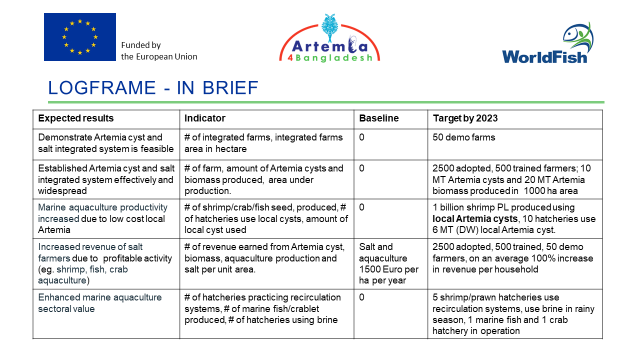 Funded by
the European Union
Artemia
4Bangladesh
WorldFish
LOGFRAME - IN BRIEF
Expected results Indicator Baseline Target by 2023
Demonstrate Artemia cyst and
salt integrated system is feasible
# of integrated farms, integrated farms
area in hectare
0
50 demo farms
Established Artemia cyst and salt
integrated system effectively and
widespread
# of farm, amount of Artemia cysts and
biomass produced, area under
production.
0
2500 adopted, 500 trained farmers; 10
MT Artemia cysts and 20 MT Artemia
biomass produced in 1000 ha area
Marine aquaculture productivity
increased due to low cost local
Artemia
# of shrimp/crab/fish seed, produced, #
of hatcheries use local cysts, amount of
local cyst used
0
1 billion shrimp PL produced using
local Artemia cysts, 10 hatcheries use
6 MT (DW) local Artemia cyst.
Increased revenue of salt
farmers due to profitable activity
(eg. shrimp, fish, crab
aquaculture)
# of revenue earned from Artemia cyst,
biomass, aquaculture production and
salt per unit area.
Salt and
aquaculture
1500 Euro per
ha per year
2500 adopted, 500 trained, 50 demo
farmers, on an average 100% increase
in revenue per household
Enhanced marine aquaculture
sectoral value
# of hatcheries practicing recirculation
systems, # of marine fish/crablet
produced, # of hatcheries using brine
0
5 shrimp/prawn hatcheries use
recirculation systems, use brine in rainy
season, 1 marine fish and 1 crab
hatchery in operation